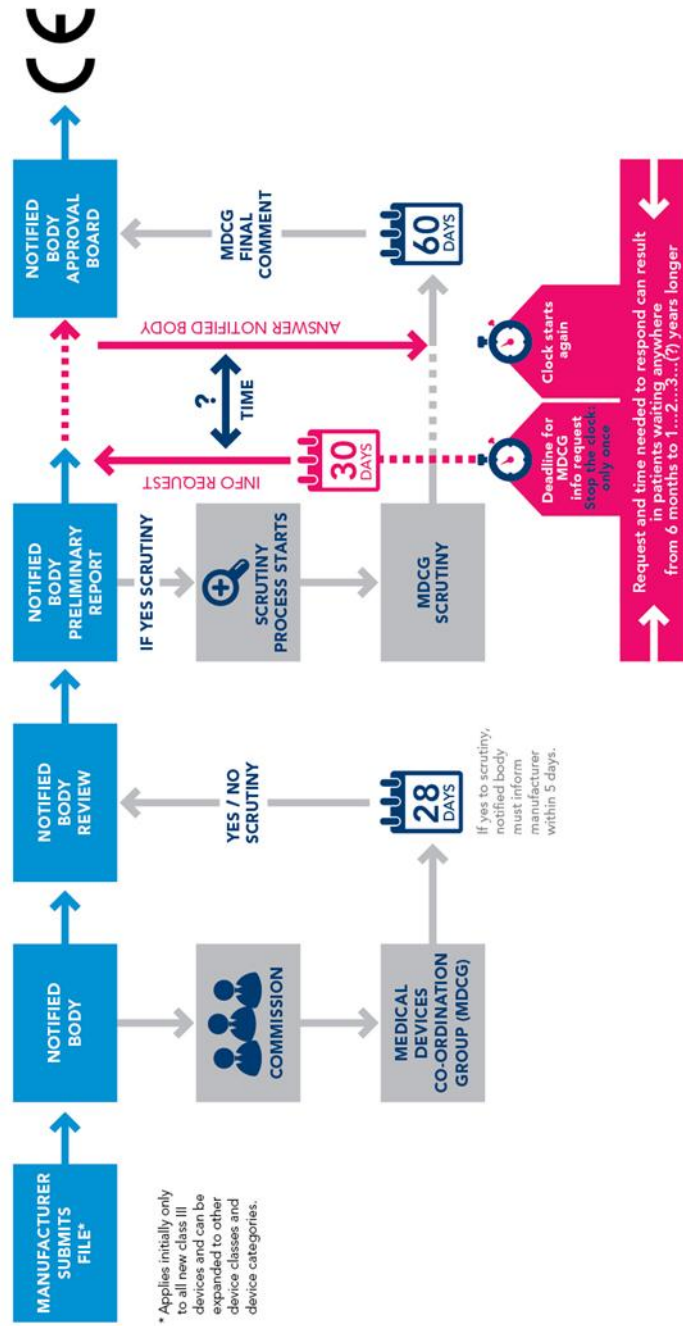 MANUFACTURER
SUBMITS
FILE*
* Applies initially only
to all new class III
devices and can be
expanded to other
device classes and
device categories.
NOTIFIED
BODY
COMMISSION
MEDICAL
DEVICES
CO-ORDINATION
GROUP (MDCG)
NOTIFIED
BODY
REVIEW
YES / NO
SCRUTINY
28
DAYS
If yes to scrutiny,
notified body
must inform
manufacturer
within 5 days.
NOTIFIED
BODY
PRELIMINARY
REPORT
IF YES SCRUTINY
SCRUTINY
PROCESS STARTS
MDCG
SCRUTINY
INFO REQUEST
30
DAYS
?
TIME
ANSWER NOTIFIED BODY
NOTIFIED
BODY
APPROVAL
BOARD
MDCG
FINAL
COMMENT
60
DAYS
CE
Deadline for
MDCG
info request
Stop the clock:
only once
Clock starts
again
Request and time needed to respond can result
in patients waiting anywhere
from 6 months to 1...2...3...(?) years longer